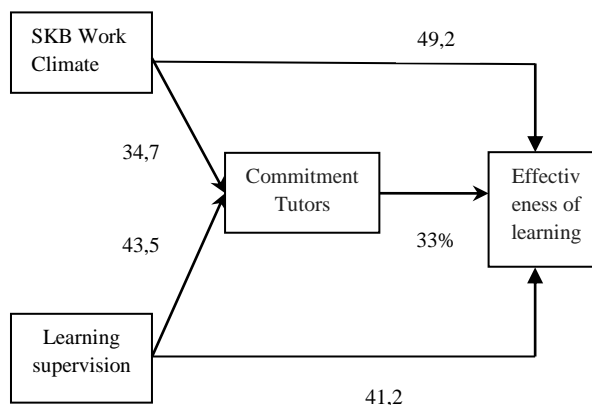 SKB Work
Climate
49,2
34,7
Commitment
Tutors
Effectiv
eness of
learning
33%
43,5
Learning
supervision
41,2